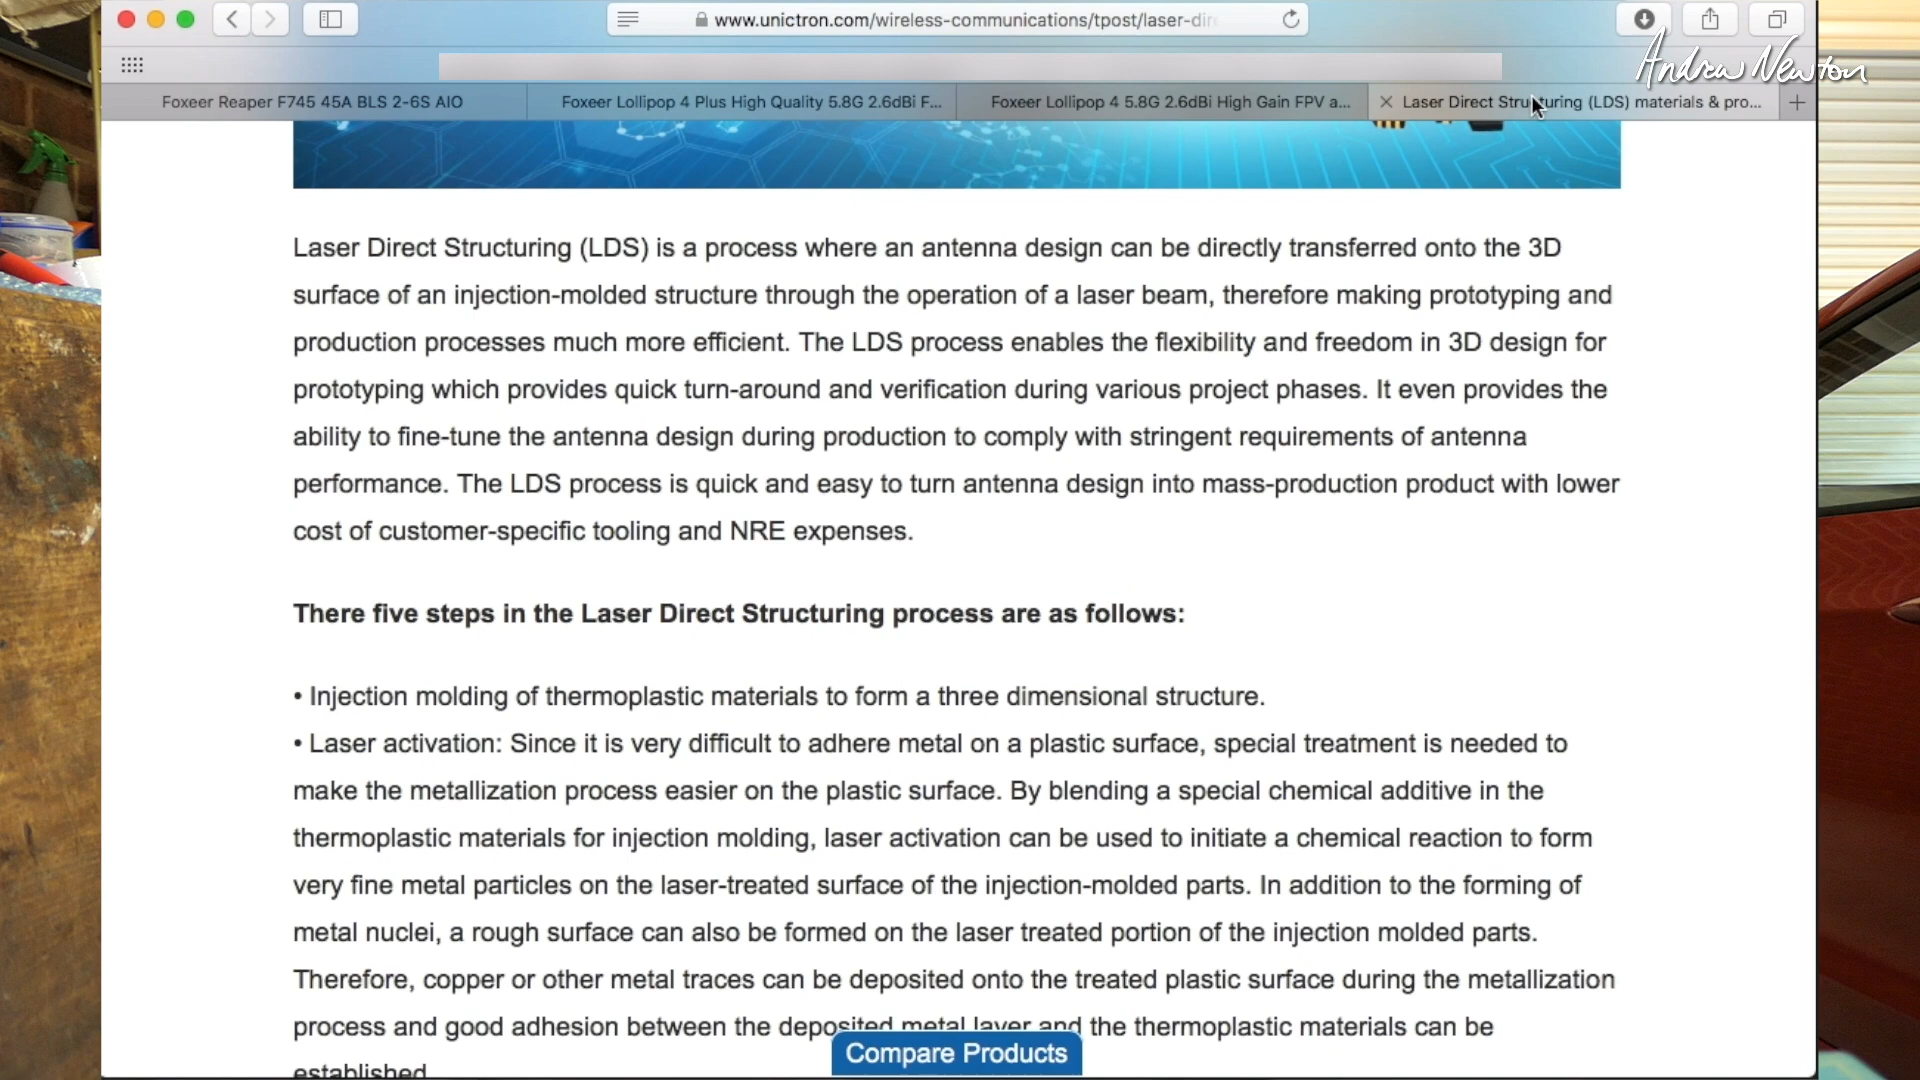 www.unictron.com/wireless-communications/tpost/laser-dire
Andrew Newton
Foxeer Reaper F745 45A BLS 2-6S AIO
Foxeer Lollipop 4 Plus High Quality 5.8G 2.6dBi F...
Foxeer Lollipop 4 5.8G 2.6dBi High Gain FPV a...
Laser Direct Structuring (LDS) materials & pro...
Laser Direct Structuring (LDS) is a process where an antenna design can be directly transferred onto the 3D
surface of an injection-molded structure through the operation of a laser beam, therefore making prototyping and
production processes much more efficient. The LDS process enables the flexibility and freedom in 3D design for
prototyping which provides quick turn-around and verification during various project phases. It even provides the
ability to fine-tune the antenna design during production to comply with stringent requirements of antenna
performance. The LDS process is quick and easy to turn antenna design into mass-production product with lower
cost of customer-specific tooling and NRE expenses.
There five steps in the Laser Direct Structuring process are as follows:
• Injection molding of thermoplastic materials to form a three dimensional structure.
• Laser activation: Since it is very difficult to adhere metal on a plastic surface, special treatment is needed to
make the metallization process easier on the plastic surface. By blending a special chemical additive in the
thermoplastic materials for injection molding, laser activation can be used to initiate a chemical reaction to form
very fine metal particles on the laser-treated surface of the injection-molded parts. In addition to the forming of
metal nuclei, a rough surface can also be formed on the laser treated portion of the injection molded parts.
Therefore, copper or other metal traces can be deposited onto the treated plastic surface during the metallization
process and good adhesion between the deposited metal layer and the thermoplastic materials can be
established.
Compare Products